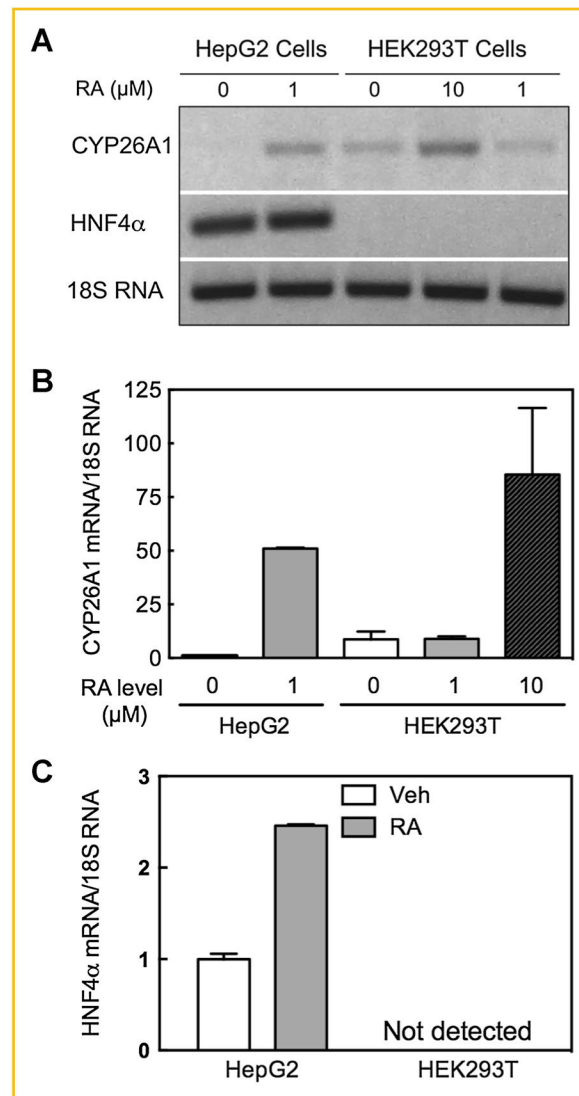 A
HepG2 Cells HEK293T Cells
RA (µM) 0 1 0 10 1
CYP26A1
HNF4α
18S RNA
B
CYP26A1 mRNA/18S RNA
125
100
75
50
25
0
RA level 0 1 0 1 10
(µM)
HepG2 HEK293T
C
HNF4α mRNA/18S RNA
3
2
1
0
Veh
RA
Not detected
HepG2 HEK293T